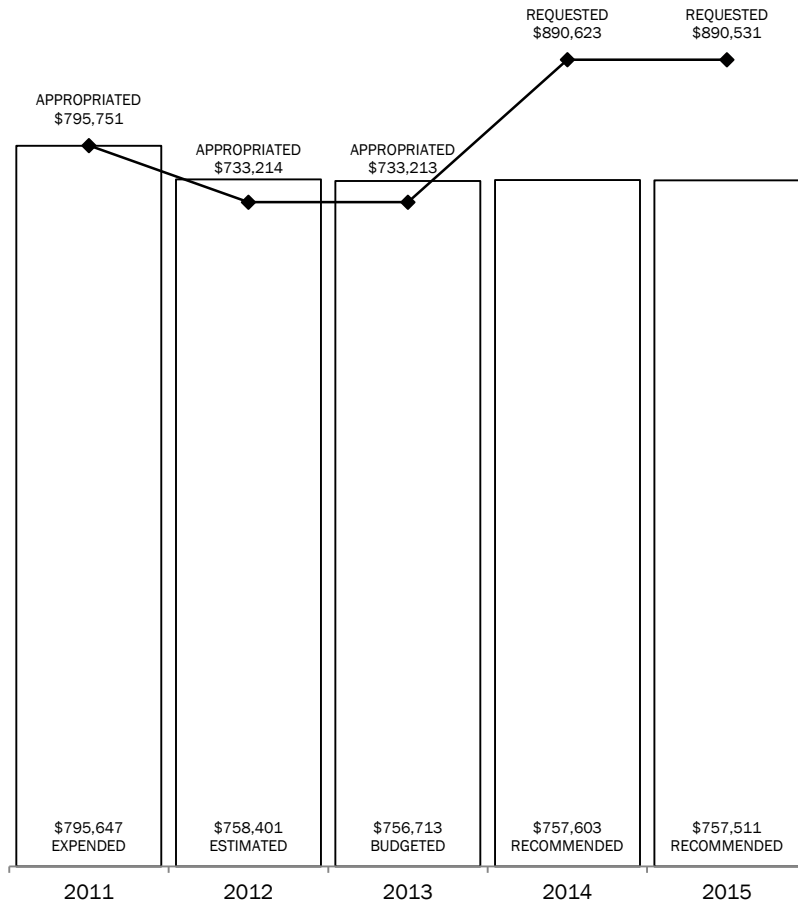 REQUESTED
$890,623
REQUESTED
$890,531
APPROPRIATED
$795,751
APPROPRIATED
$733,214
APPROPRIATED
$733,213
$795,647
EXPENDED
$758,401
ESTIMATED
$756,713
BUDGETED
$757,603
RECOMMENDED
$757,511
RECOMMENDED
2011
2012
2013
2014
2015